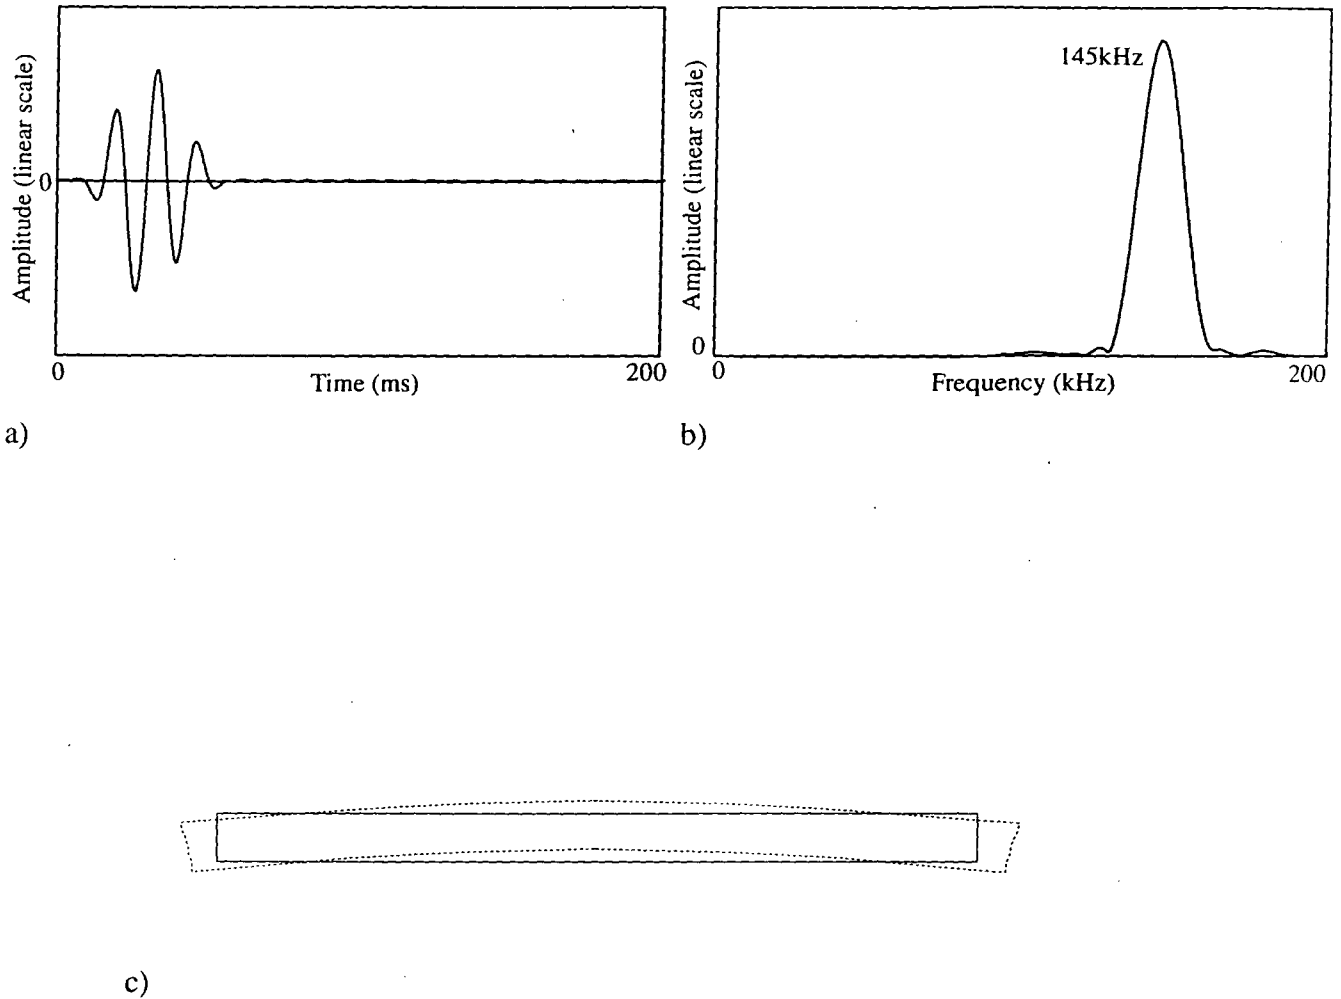 Amplitude (linear scale)
0
0
Time (ms)
200
a)
145kHz
Amplitude (linear scale)
0
0
Frequency (kHz)
200
b)
c)